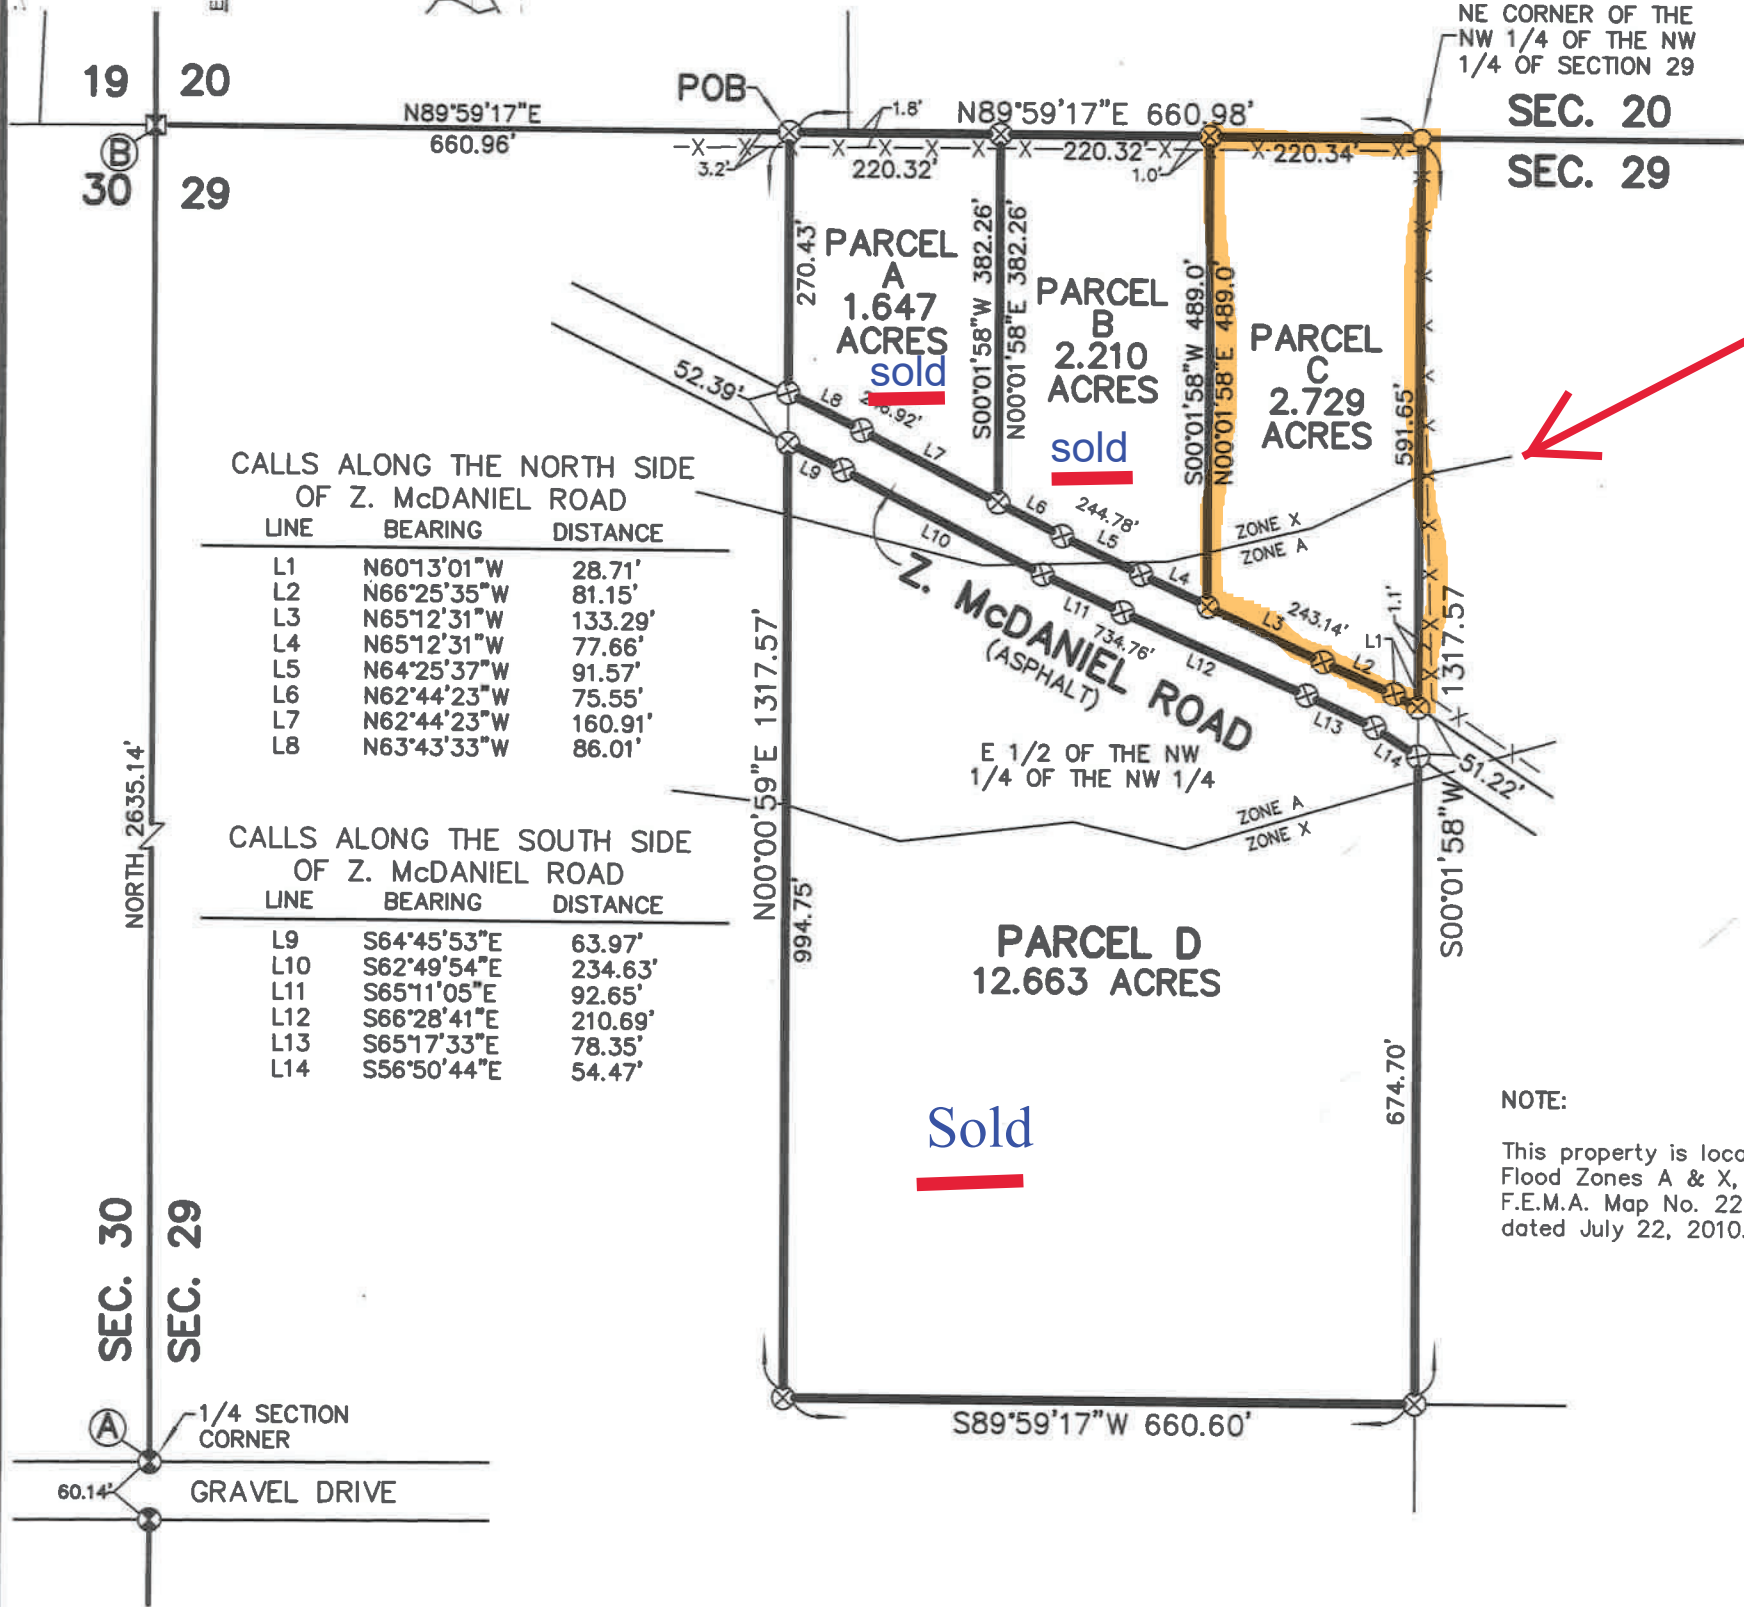 NE CORNER OF THE
NW 1/4 OF THE NW
1/4 OF SECTION 29
19 20
POB
N89°59'17"E
660.96'
1.8'
N89°59'17"E 660.98'
SEC. 20
SEC. 29
B
30 29
3.2'
220.32'
220.32'
1.0'
220.34'
270.43'
PARCEL
A
1.647
ACRES
sold
S00°01'58"W 382.26'
N00°01'58"E 382.26'
PARCEL
B
2.210
ACRES
sold
S00°01'58"W 489.0'
N00°01'58"E 489.0'
PARCEL
C
2.729
ACRES
591.65'
52.39'
L8
L7
L9
L10
L6
244.78'
L5
L4
ZONE X
ZONE A
L3
243.14'
L2
L1
1.1'
1317.57
Z. McDANIEL ROAD
(ASPHALT)
L11
734.76'
L12
L13
L14
51.22'
CALLS ALONG THE NORTH SIDE
OF Z. McDANIEL ROAD
LINE BEARING DISTANCE
L1 N60°13'01"W 28.71'
L2 N66°25'35"W 81.15'
L3 N65°12'31"W 133.29'
L4 N65°12'31"W 77.66'
L5 N64°25'37"W 91.57'
L6 N62°44'23"W 75.55'
L7 N62°44'23"W 160.91'
L8 N63°43'33"W 86.01'
N00°00'59"E 1317.57'
E 1/2 OF THE NW
1/4 OF THE NW 1/4
ZONE A
ZONE X
S00°01'58"W
NORTH 2635.14'
CALLS ALONG THE SOUTH SIDE
OF Z. McDANIEL ROAD
LINE BEARING DISTANCE
L9 S64°45'53"E 63.97'
L10 S62°49'54"E 234.63'
L11 S65°11'05"E 92.65'
L12 S66°28'41"E 210.69'
L13 S65°17'33"E 78.35'
L14 S56°50'44"E 54.47'
994.75'
PARCEL D
12.663 ACRES
674.70'
Sold
NOTE:
This property is loca
Flood Zones A & X,
F.E.M.A. Map No. 22
dated July 22, 2010.
SEC. 30
SEC. 29
S89°59'17"W 660.60'
A
1/4 SECTION
CORNER
60.14'
GRAVEL DRIVE